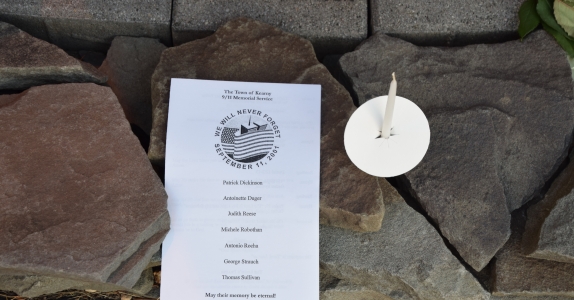 The Town of Kearny
9/11 Memorial Service
WE WILL NEVER FORGET
SEPTEMBER 11, 2001
Patrick Dickinson
Antoinette Duger
Judith Reese
Michele Robotham
Antonio Rocha
George Strauch
Thomas Sullivan
May their memory be eternal!